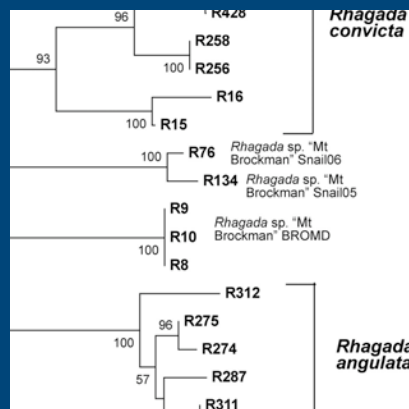 96
R428
Rhagada
convicta
R258
93
100
R256
R16
100
R15
100
R76
Rhagada sp. "Mt
Brockman" Snail06
R134
Rhagada sp. "Mt
Brockman" Snail05
R9
R10
Rhagada sp. "Mt
Brockman" BROMD
100
R8
R312
96
R275
100
R274
Rhagada
angulata
57
R287
R311